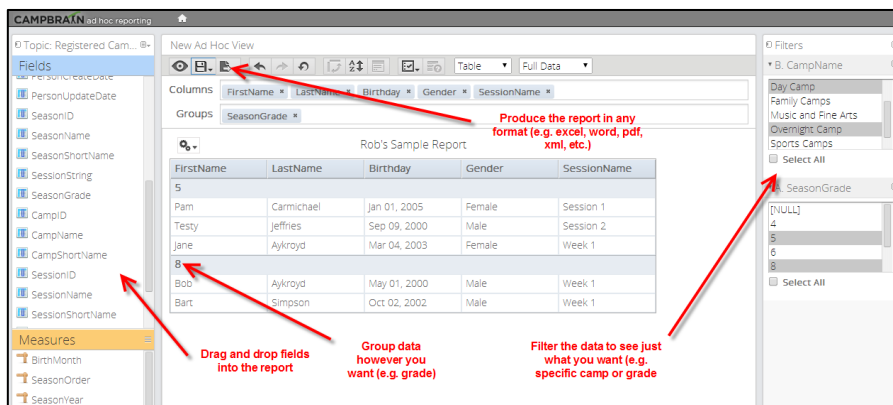 CAMPBRAIN ad hoc reporting
Topic: Registered Cam...
Fields
PersonCreateDate
PersonUpdateDate
SeasonID
SeasonName
SeasonShortName
SessionString
SeasonGrade
CampID
CampName
CampShortName
SessionID
SessionName
SessionShortName
Measures
BirthMonth
SeasonOrder
SeasonYear
New Ad Hoc View
Table
Full Data
Columns
FirstName × LastName × Birthday × Gender × SessionName ×
Groups
SeasonGrade ×
Produce the report in any
format (e.g. excel, word, pdf,
xml, etc.)
Rob's Sample Report
FirstName LastName Birthday Gender SessionName
5
Pam Carmichael Jan 01, 2005 Female Session 1
Testy Jeffries Sep 09, 2000 Male Session 2
Jane Aykroyd Mar 04, 2003 Female Week 1
8
Bob Aykroyd May 01, 2000 Male Week 1
Bart Simpson Oct 02, 2002 Male Week 1
Drag and drop fields
into the report
Group data
however you
want (e.g. grade)
Filter the data to see just
what you want (e.g.
specific camp or grade
Filters
B. CampName
Day Camp
Family Camps
Music and Fine Arts
Overnight Camp
Sports Camps
Select All
A. SeasonGrade
[NULL]
4
5
6
8
Select All